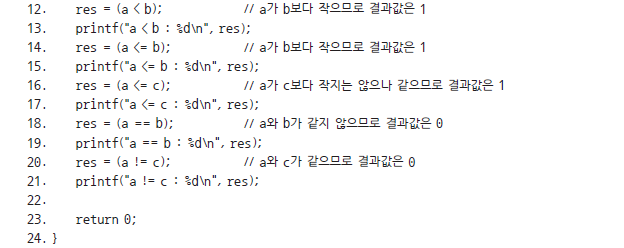 12.    res = (a < b);          // a가 b보다 작으므로 결과값은 1
13.    printf("a < b : %d\n", res);
14.    res = (a <= b);         // a가 b보다 작으므로 결과값은 1
15.    printf("a <= b : %d\n", res);
16.    res = (a <= c);         // a가 c보다 작지는 않으나 같으므로 결과값은 1
17.    printf("a <= c : %d\n", res);
18.    res = (a == b);         // a와 b가 같지 않으므로 결과값은 0
19.    printf("a == b : %d\n", res);
20.    res = (a != c);         // a와 c가 같으므로 결과값은 0
21.    printf("a != c : %d\n", res);
22.
23.    return 0;
24. }